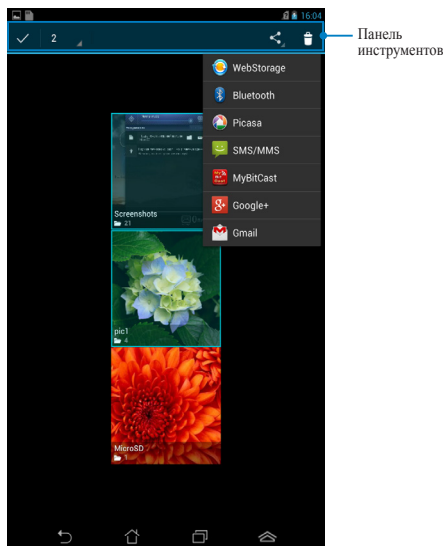 16:04
2
Панель
инструментов
WebStorage
Bluetooth
Picasa
SMS/MMS
MyBitCast
Google+
Gmail
Screenshots
21
pic1
4
MicroSD
1